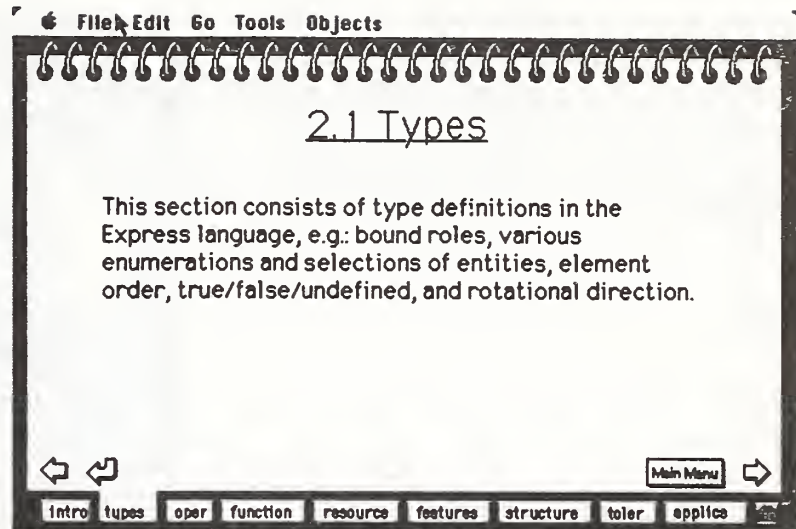 File Edit Go Tools Objects
2.1 Types
This section consists of type definitions in the
Express language, e.g.: bound roles, various
enumerations and selections of entities, element
order, true/false/undefined, and rotational direction.
Main Menu
intro types oper function resource features structure toler applica